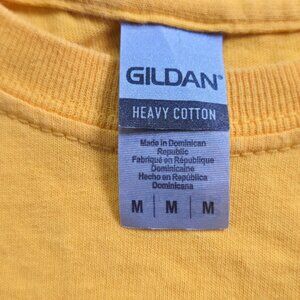 GILDAN®
HEAVY COTTON
Made in Dominican
Republic
Fabriqué en République
Dominicaine
Hecho en República
Dominicana
M M M